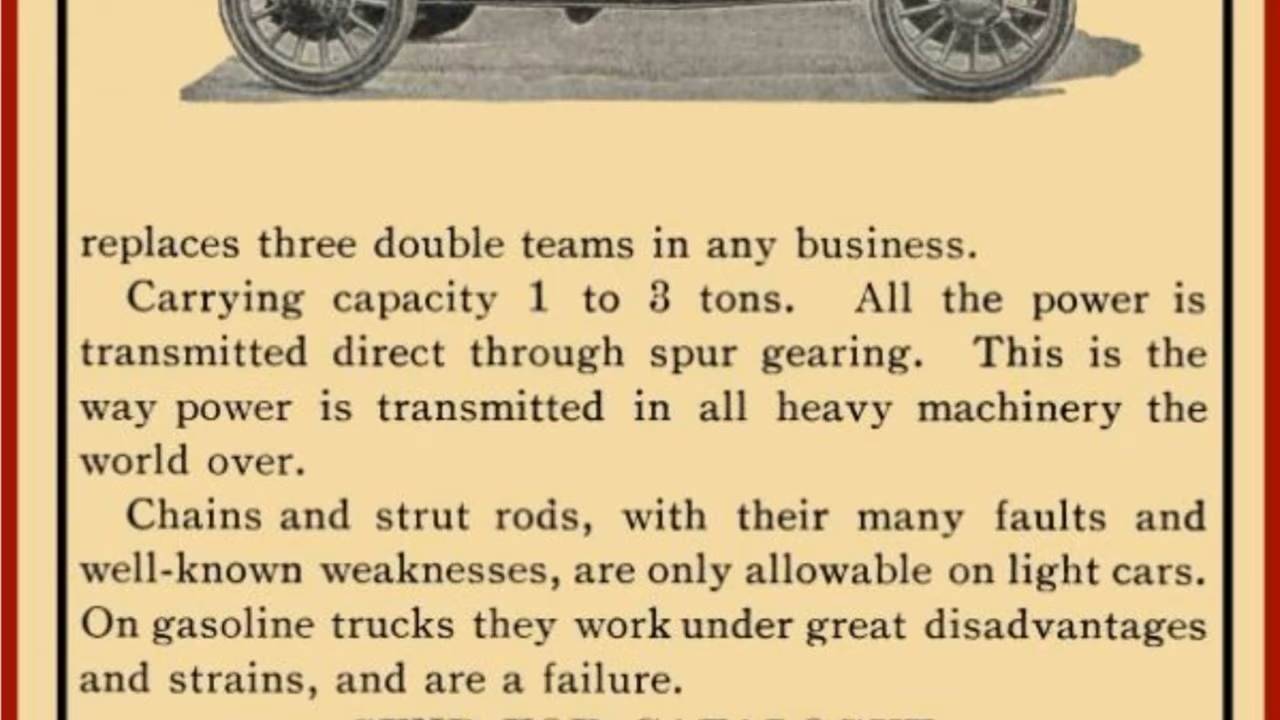 replaces three double teams in any business.
Carrying capacity 1 to 3 tons. All the power is
transmitted direct through spur gearing. This is the
way power is transmitted in all heavy machinery the
world over.
Chains and strut rods, with their many faults and
well-known weaknesses, are only allowable on light cars.
On gasoline trucks they work under great disadvantages
and strains, and are a failure.